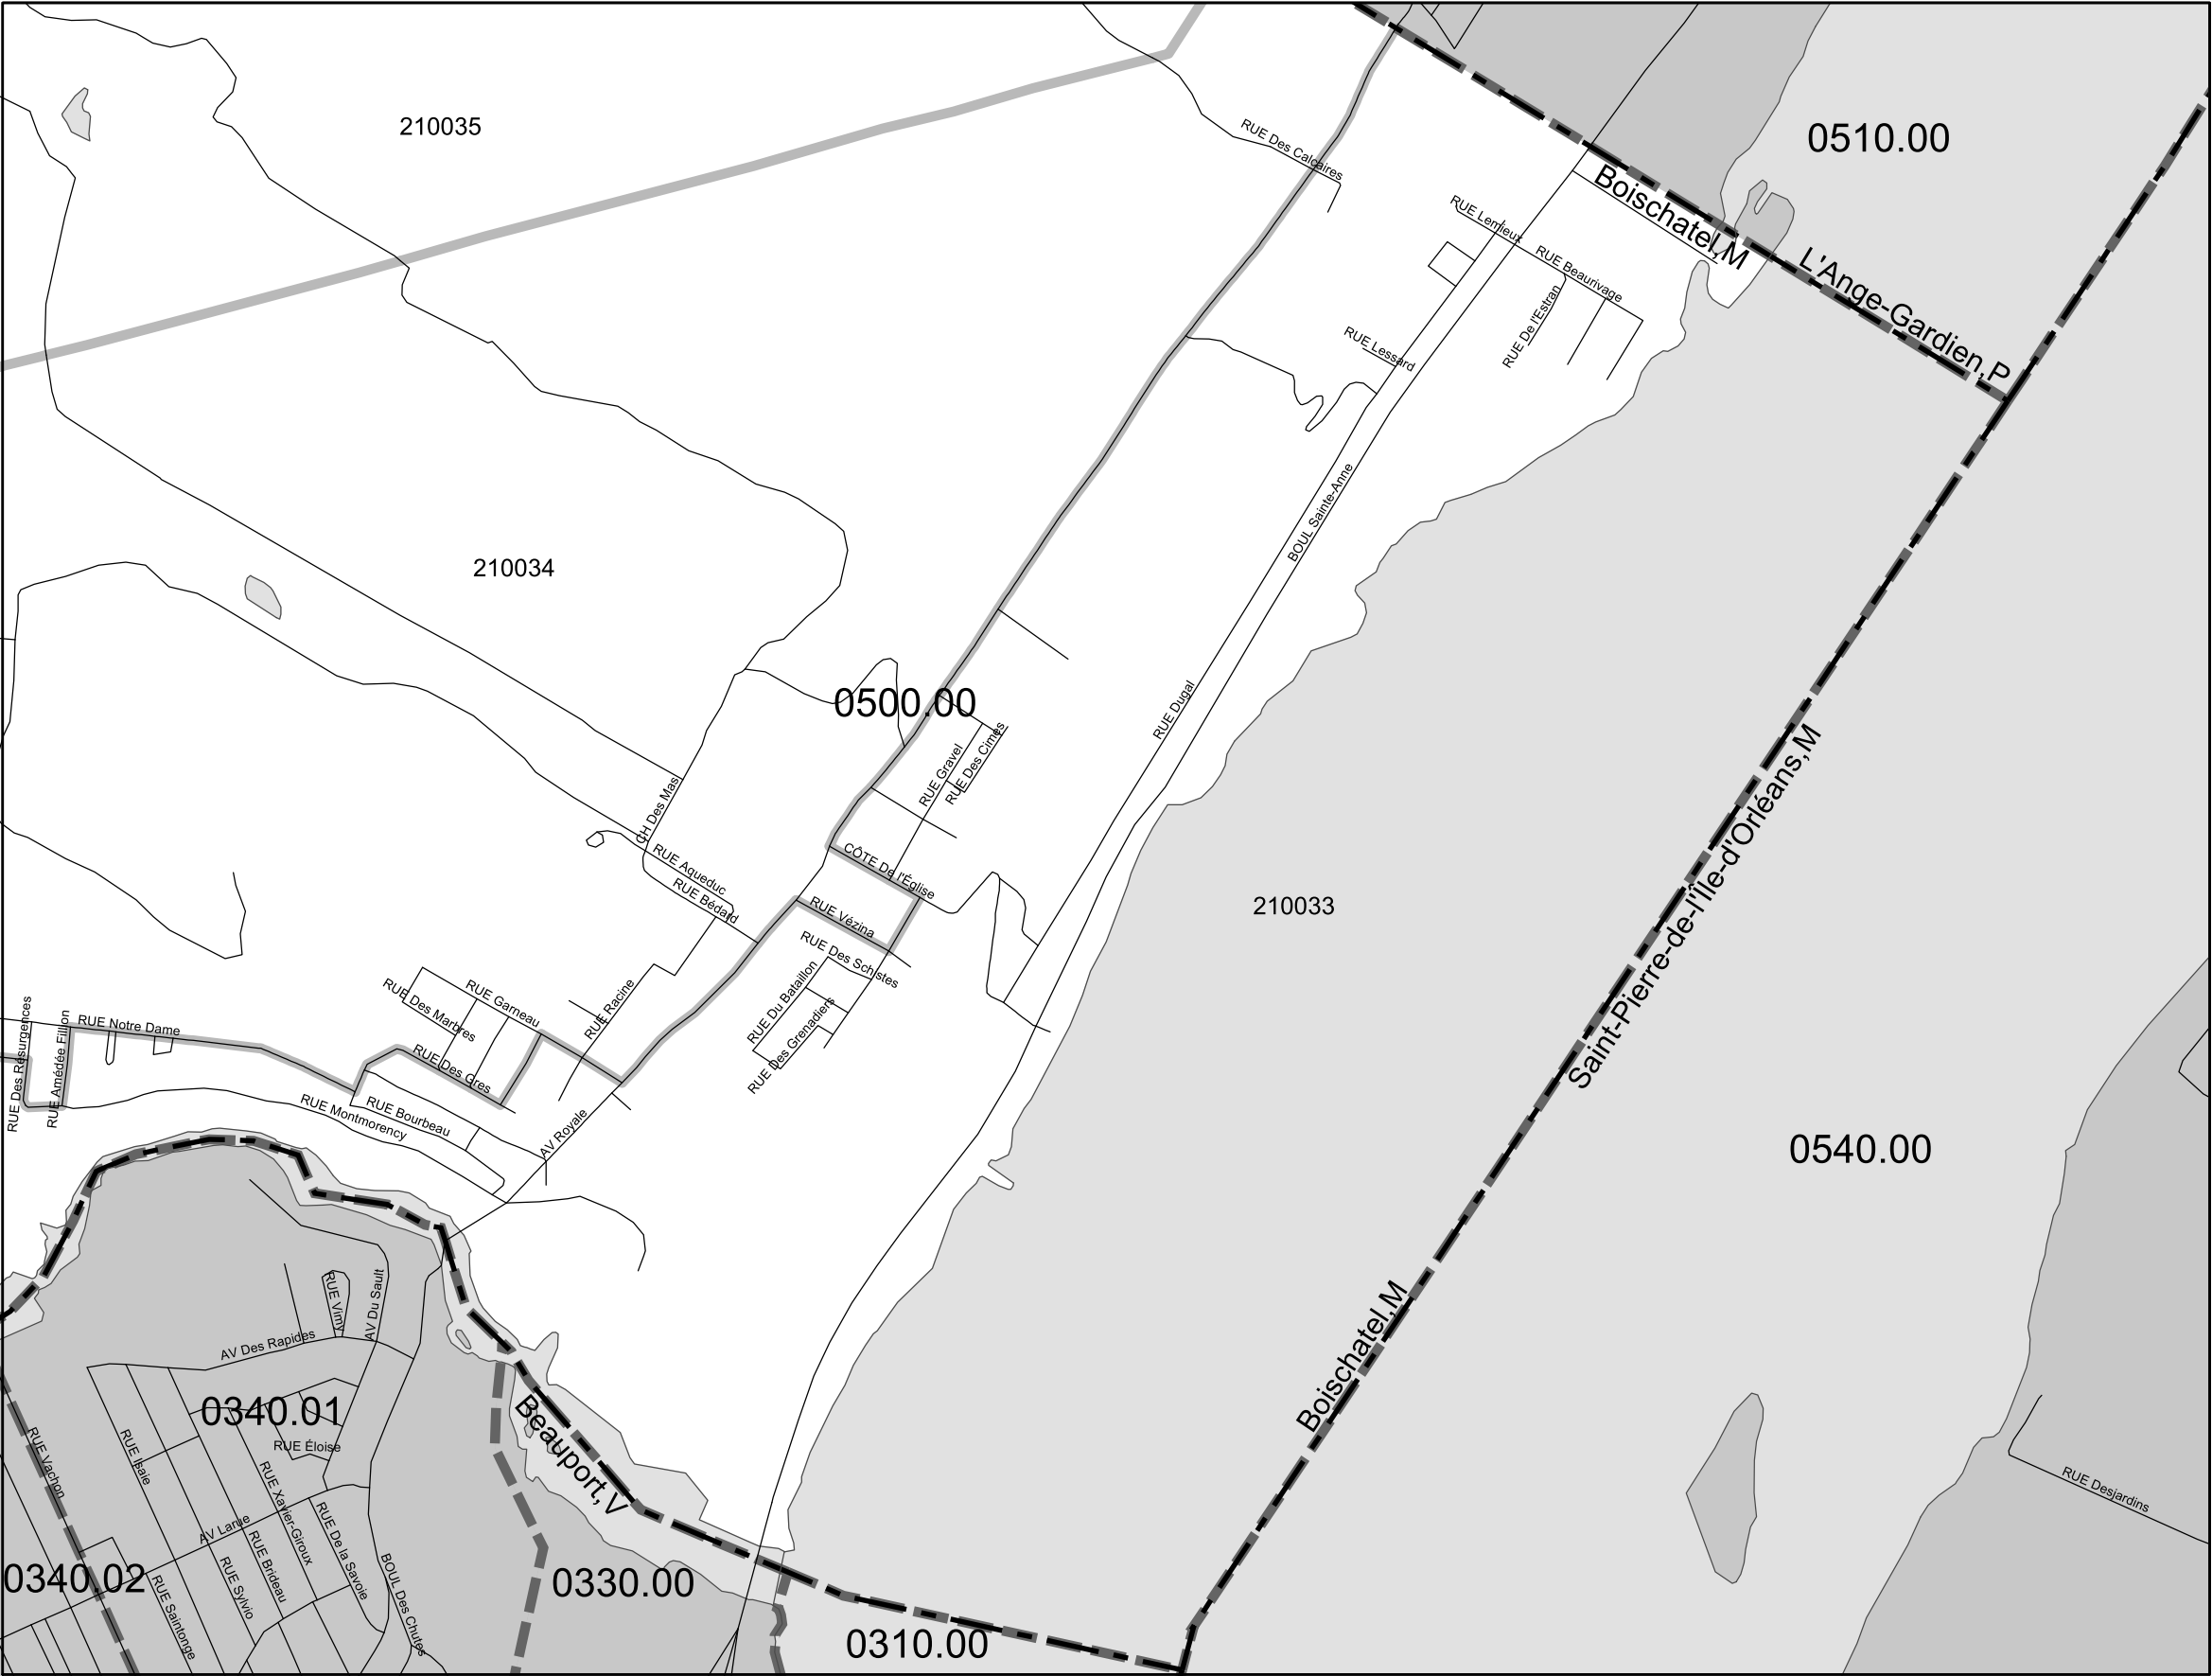 210035
RUE Des Calcaires
0510.00
Boischatel,M
L'Ange-Gardien,P
RUE Lemieux
RUE Beaurivage
RUE De l'Estran
RUE Lessard
BOUL Sainte-Anne
210034
0500.00
RUE Dugal
RUE Gravel
RUE Des Cimes
CH Des Mas
RUE Aqueduc
RUE Bédard
CÔTE De l'Église
RUE Vézina
210033
Saint-Pierre-de-l'Île-d'Orléans,M
RUE Des Schistes
RUE Du Bataillon
RUE Des Grenadiers
RUE Garneau
RUE Des Marbres
RUE Racine
RUE Des Gres
RUE Notre Dame
RUE Des Résurgences
RUE Amédée Fillion
RUE Montmorency
RUE Bourbeau
AV Royale
0540.00
RUE Vimy
AV Du Sault
AV Des Rapides
Boischatel,M
0340.01
RUE Éloise
Beauport,V
RUE Vachon
RUE Isaie
RUE Xavier-Giroux
RUE De la Savoie
AV Larue
RUE Brideau
RUE Sylvio
RUE Saintonge
BOUL Des Chutes
RUE Desjardins
0340.02
0330.00
0310.00